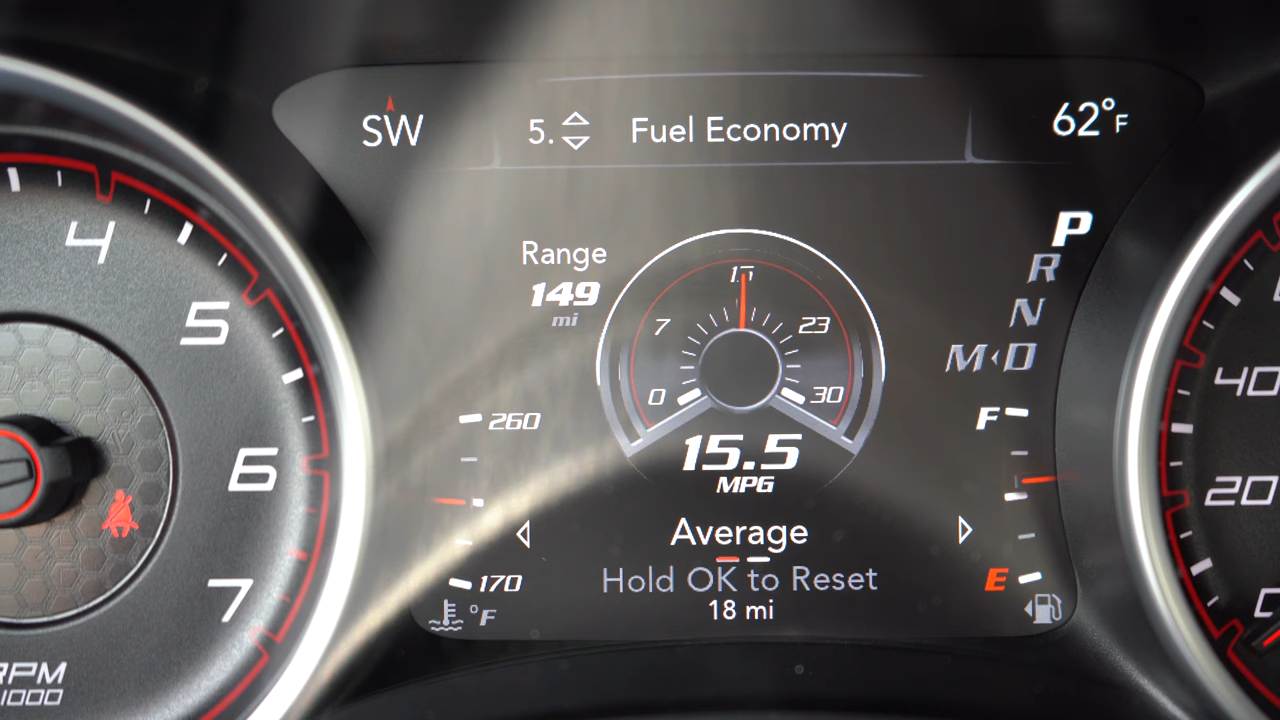 SW
5. Fuel Economy
62°F
P
R
N
M D
Range
149
mi
0
7
15
23
30
15.5
MPG
Average
Hold OK to Reset
18 mi
260
170
°F
F
E
4
5
6
7
RPM
1000
40
20